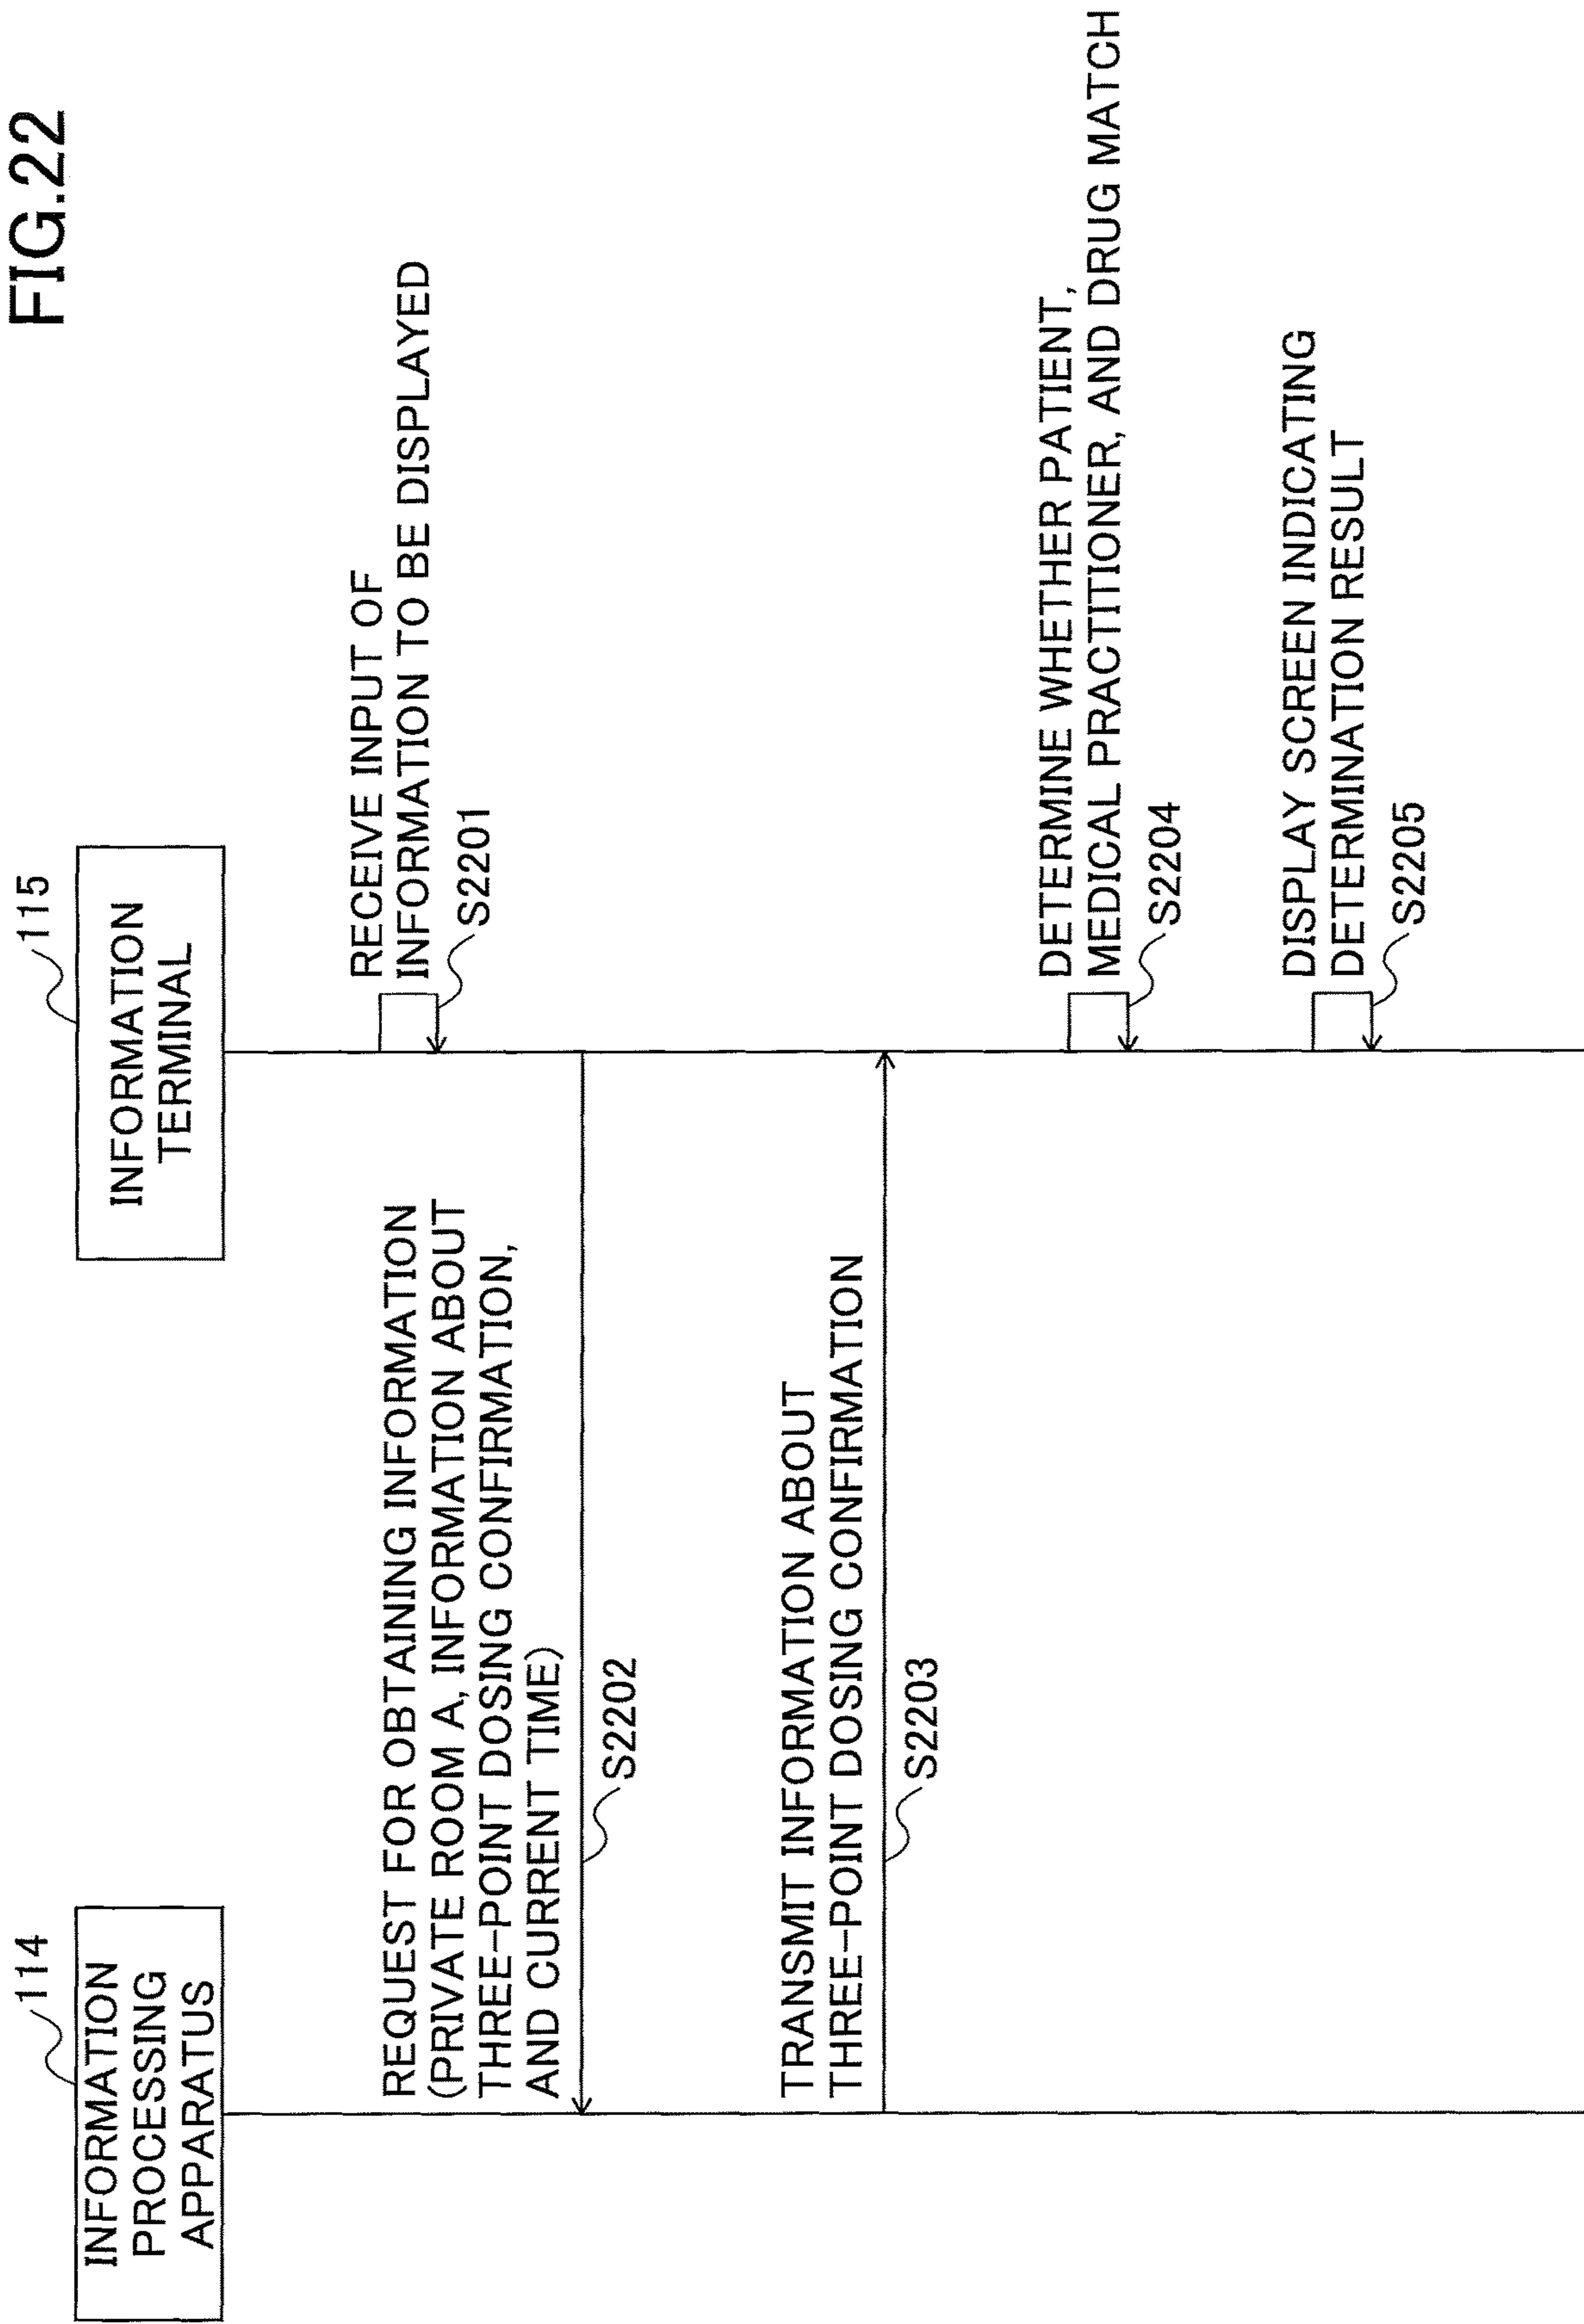 FIG.22
114
INFORMATION
PROCESSING
APPARATUS
115
INFORMATION
TERMINAL
RECEIVE INPUT OF
INFORMATION TO BE DISPLAYED
S2201
REQUEST FOR OBTAINING INFORMATION
(PRIVATE ROOM A, INFORMATION ABOUT
THREE-POINT DOSING CONFIRMATION,
AND CURRENT TIME)
S2202
TRANSMIT INFORMATION ABOUT
THREE-POINT DOSING CONFIRMATION
S2203
DETERMINE WHETHER PATIENT,
MEDICAL PRACTITIONER, AND DRUG MATCH
S2204
DISPLAY SCREEN INDICATING
DETERMINATION RESULT
S2205